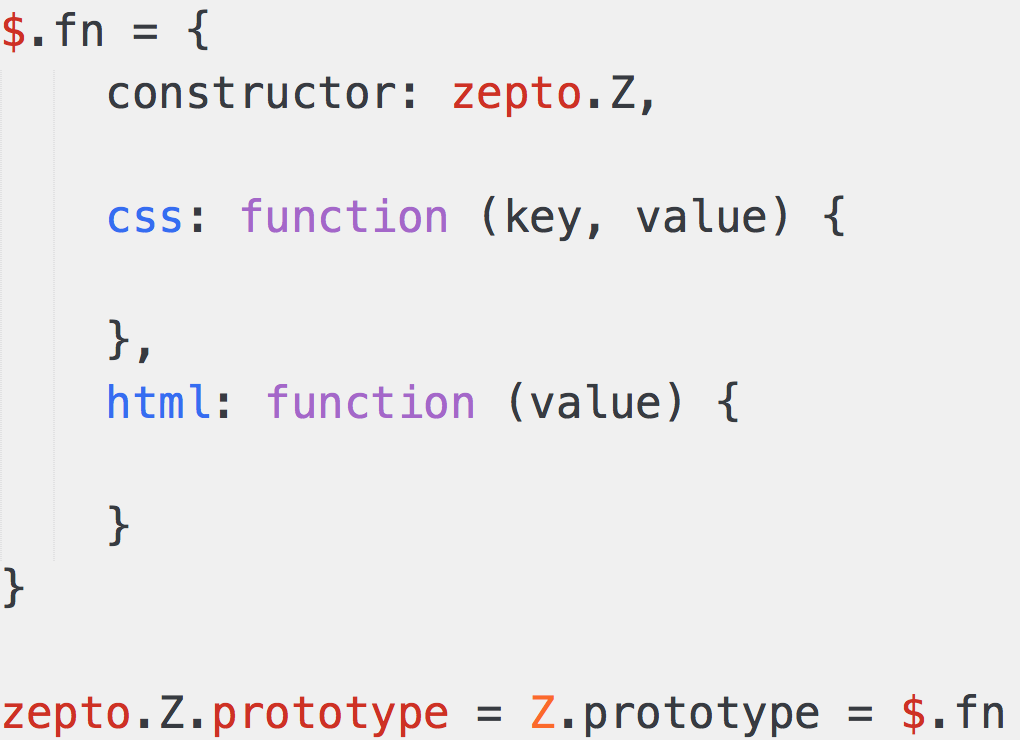 $.fn = {
constructor: zepto.Z,
css: function (key, value) {
},
html: function (value) {
}
}
zepto.Z.prototype = Z.prototype = $.fn